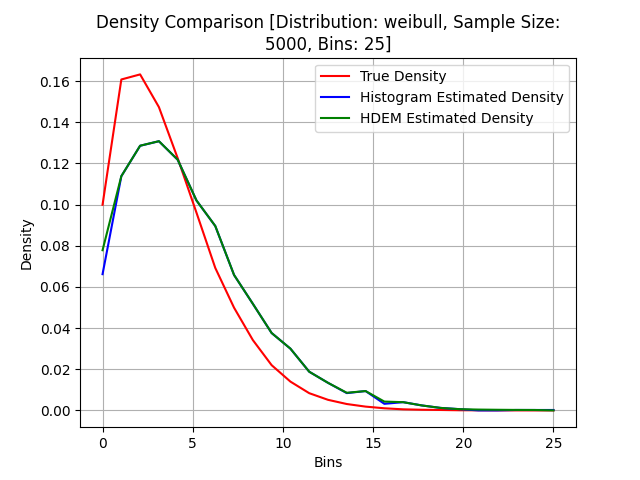 Density Comparison [Distribution: weibull, Sample Size:
5000, Bins: 25]
True Density
Histogram Estimated Density
HDEM Estimated Density
Density
0.16
0.14
0.12
0.10
0.08
0.06
0.04
0.02
0.00
0 5 10 15 20 25
Bins